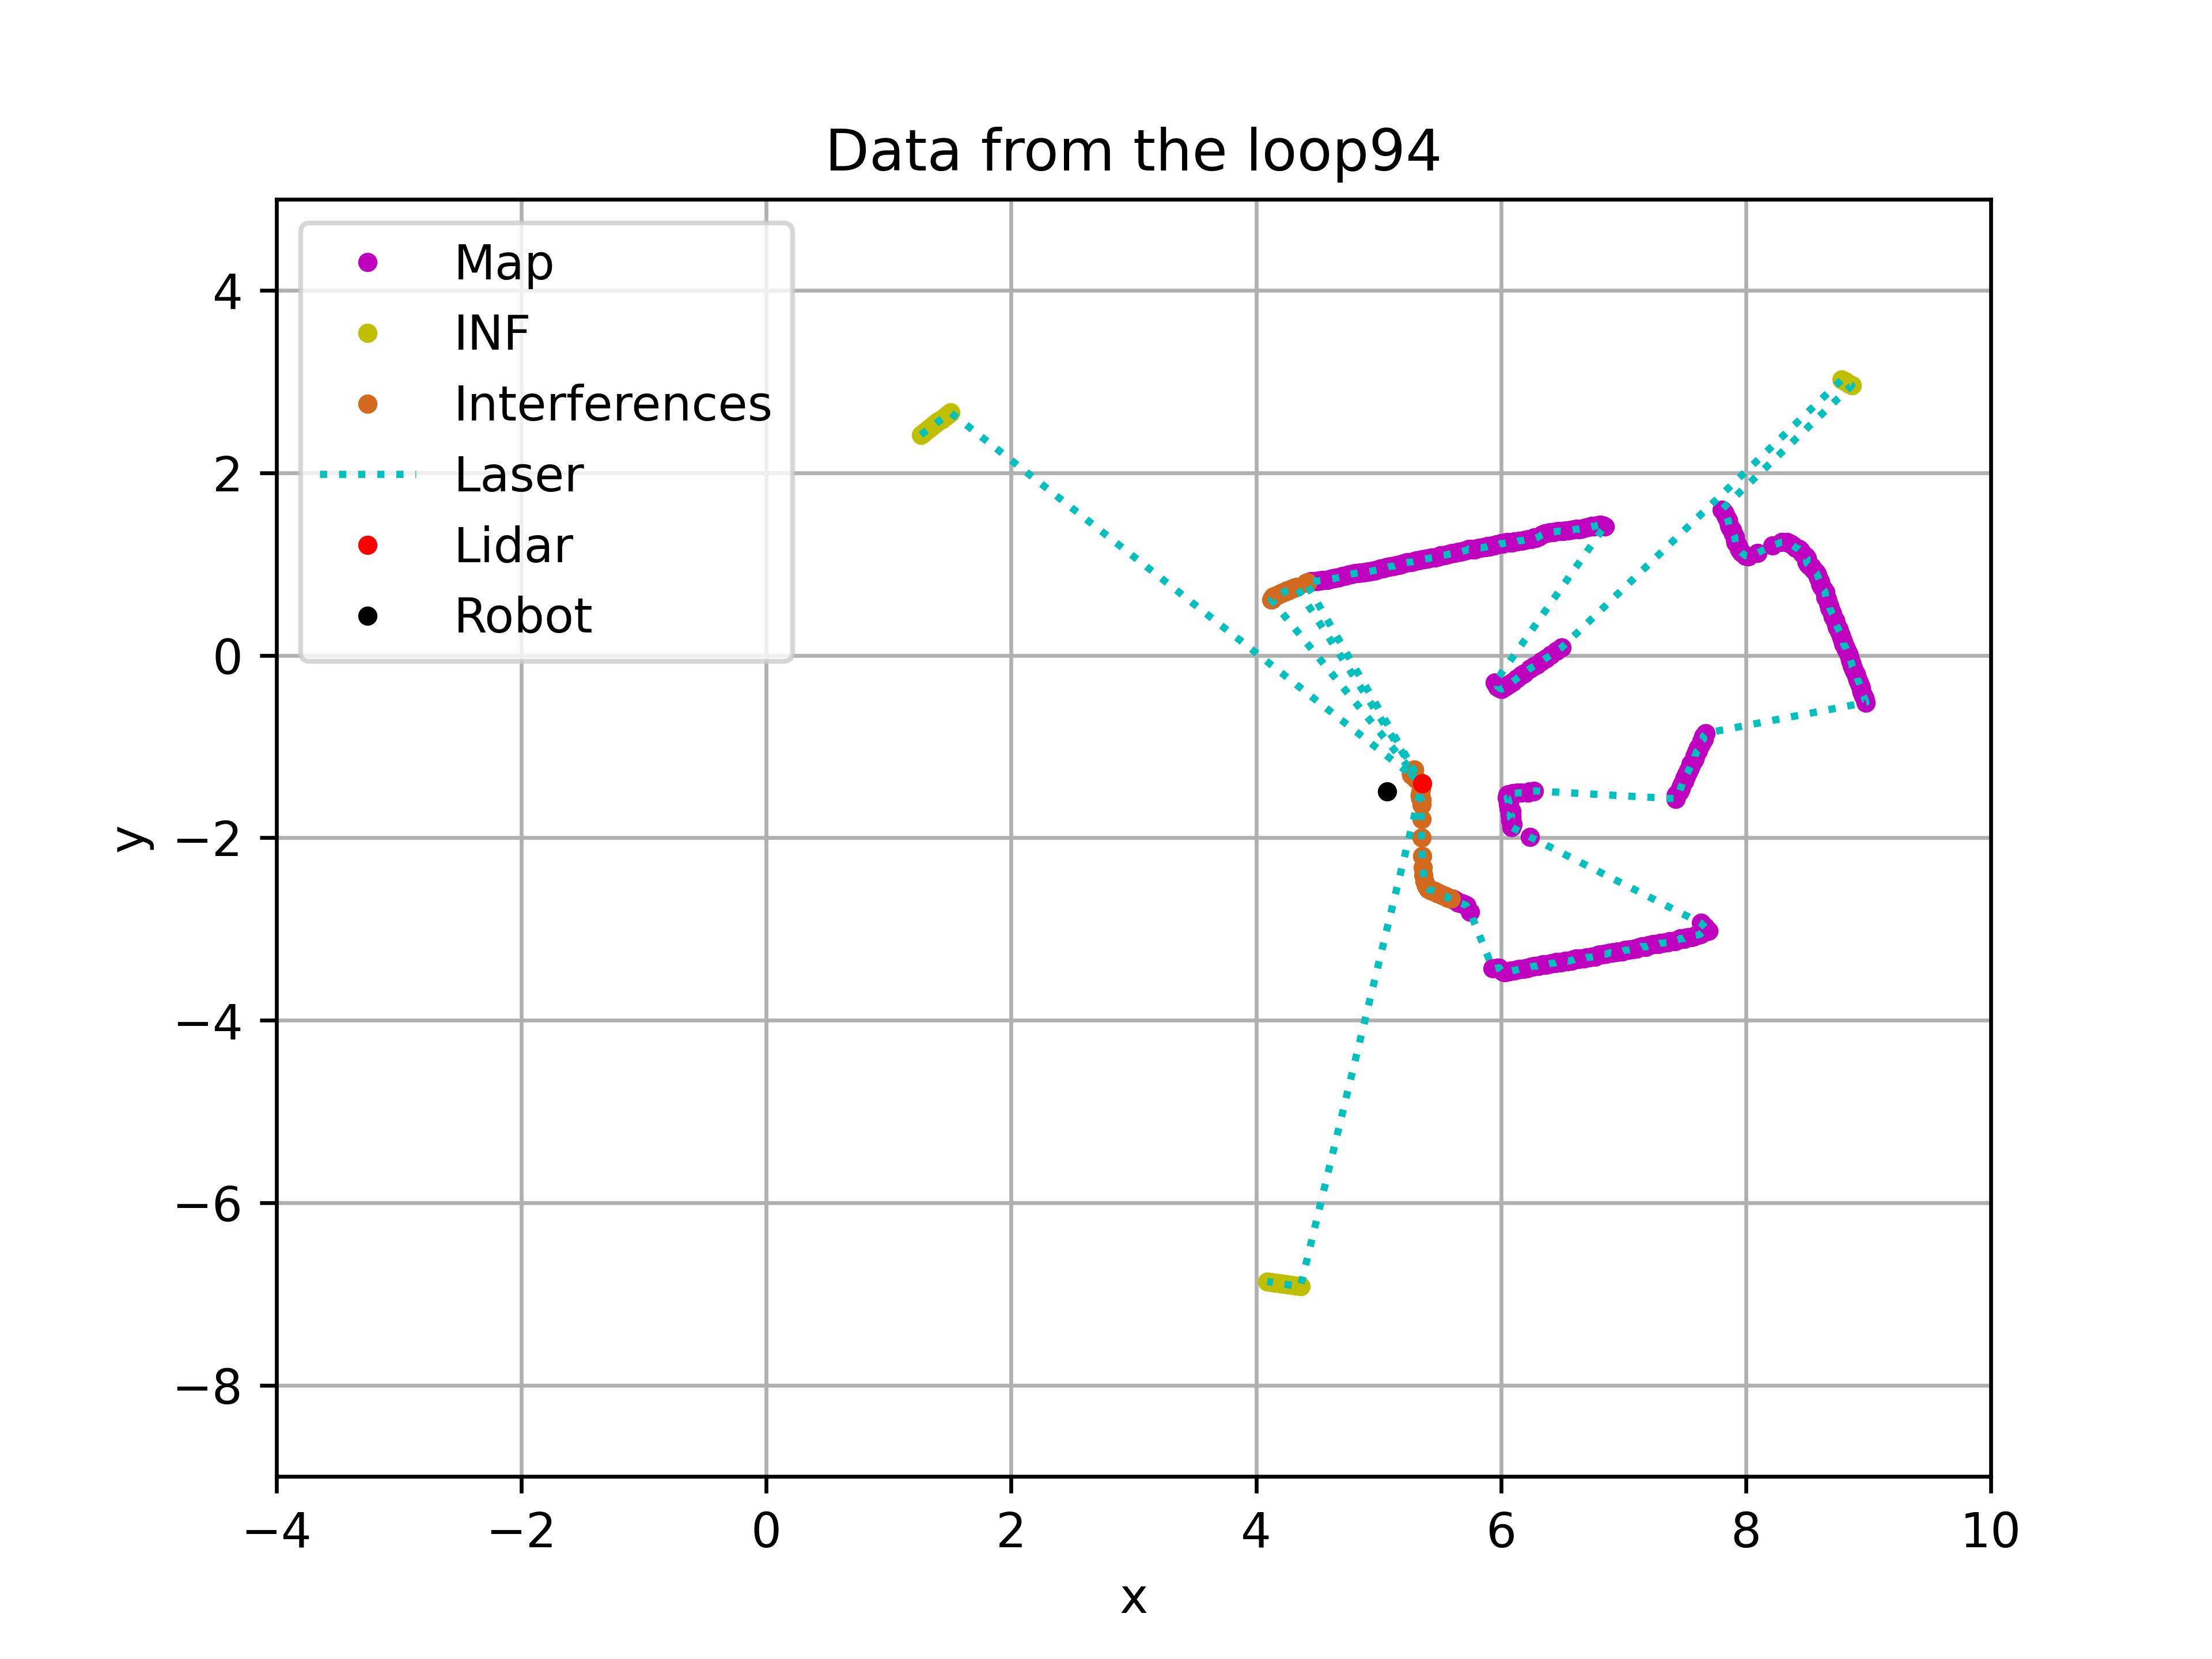 Data from the loop94
Map
INF
Interferences
Laser
Lidar
Robot
4
2
0
−2
−4
−6
−8
y
−4 −2 0 2 4 6 8 10
x